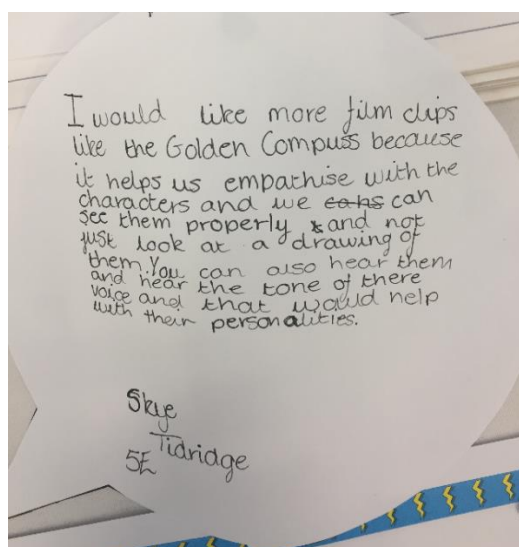 I would like more film clips
like the Golden Compuss because
it helps us empathise with the
characters and we cahs can
see them properly & and not
just look at a drawing of
them. You can also hear them
and hear the tone of there
voice and that would help
with their personalities.
Skye
Tidridge
5E